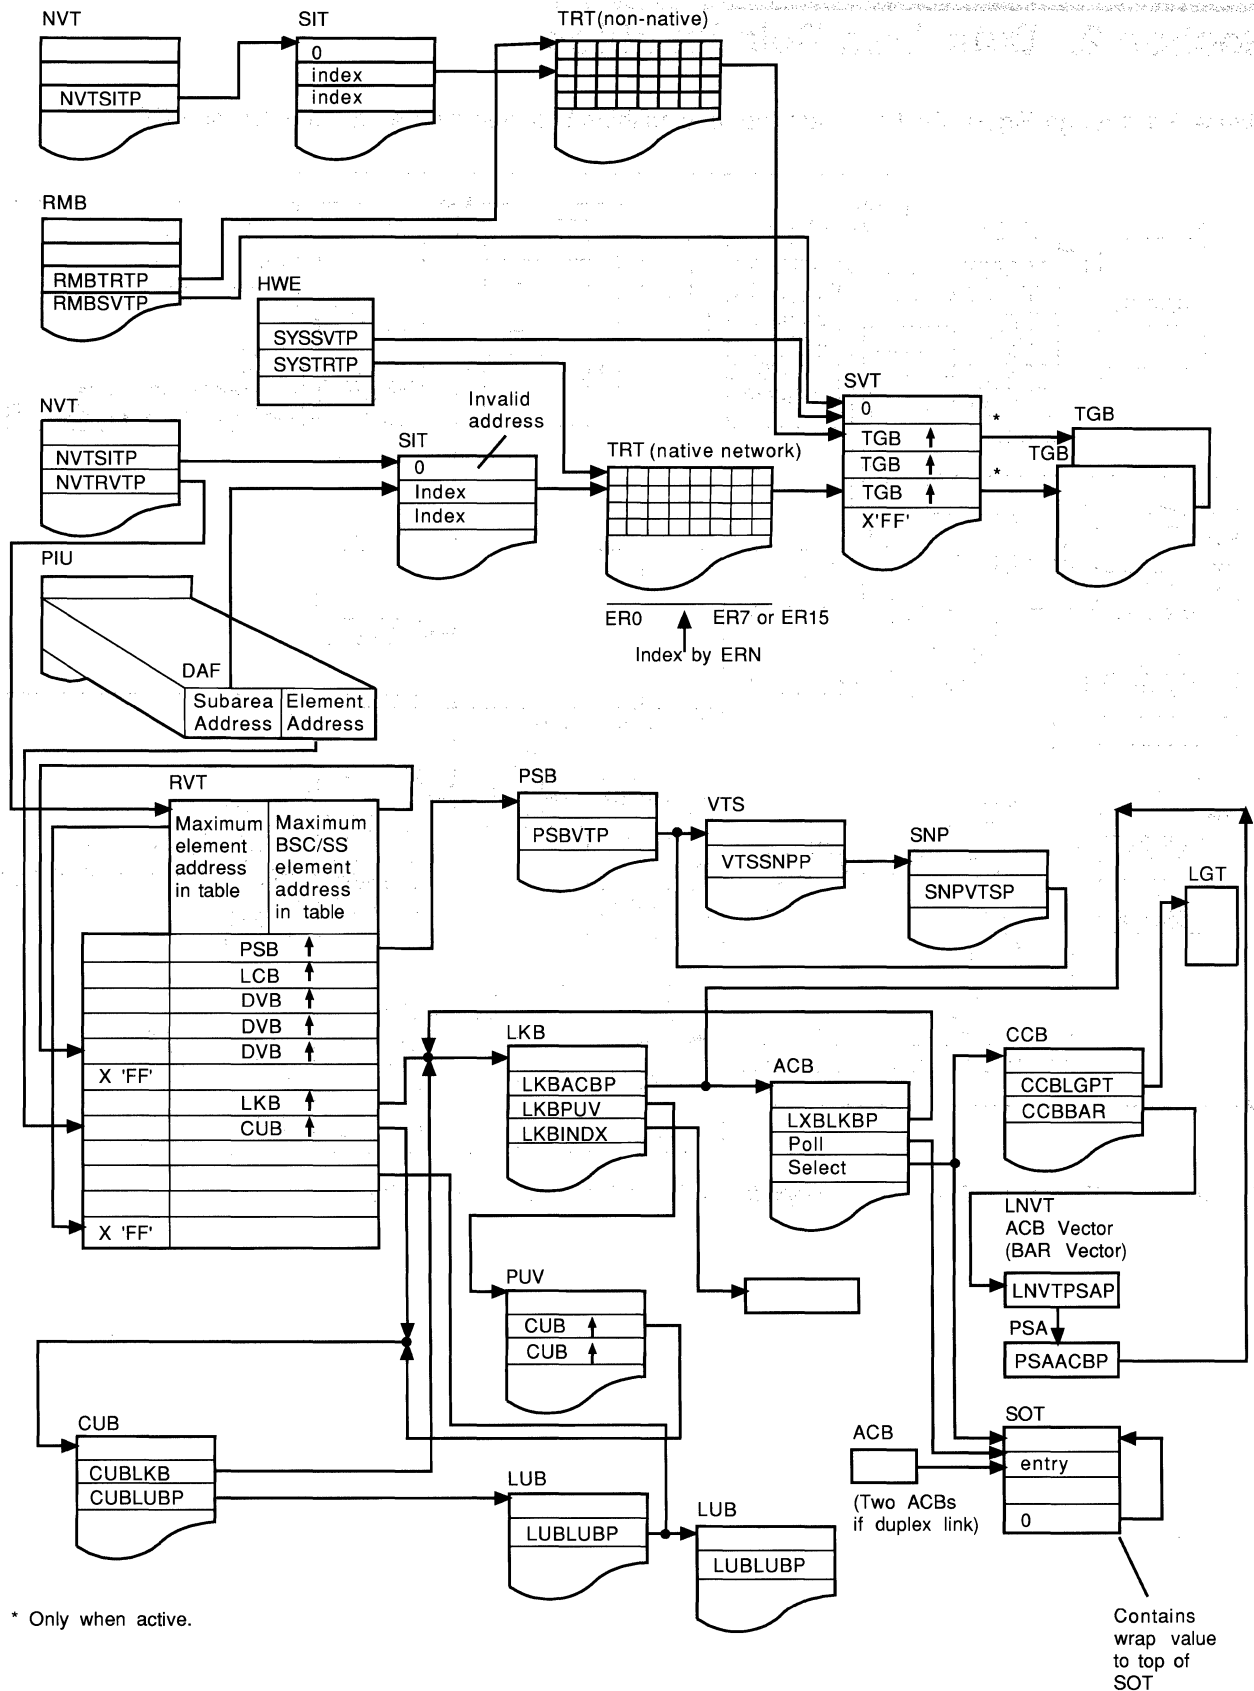 NVT
SIT
TRT (non-native)
0
index
NVTSITP
index
RMB
RMBTRTP
RMBSVTP
HWE
SYSSVTP
SYSTRTP
NVT
NVTSITP
NVTRVTP
Invalid
address
SIT
0
Index
Index
TRT (native network)
SVT
0
TGB
TGB
TGB
X'FF'
*
*
TGB
TGB
ER0
ER7 or ER15
Index by ERN
PIU
DAF
Subarea
Address
Element
Address
RVT
Maximum
element
address
in table
Maximum
BSC/SS
element
address
in table
PSB
LCB
DVB
DVB
DVB
X 'FF'
LKB
CUB
X 'FF'
PSB
PSBVTP
VTS
VTSSNPP
SNP
SNPVTSP
LGT
LKB
LKBACBP
LKBPUV
LKBINDX
ACB
LXBLKBP
Poll
Select
CCB
CCBLGPT
CCBBAR
LNVT
ACB Vector
(BAR Vector)
LNVTPSAP
PSA
PSAACBP
PUV
CUB
CUB
CUB
CUBLKB
CUBLUBP
LUB
LUBLUBP
LUB
LUBLUBP
ACB
(Two ACBs
if duplex link)
SOT
entry
0
Contains
wrap value
to top of
SOT
* Only when active.